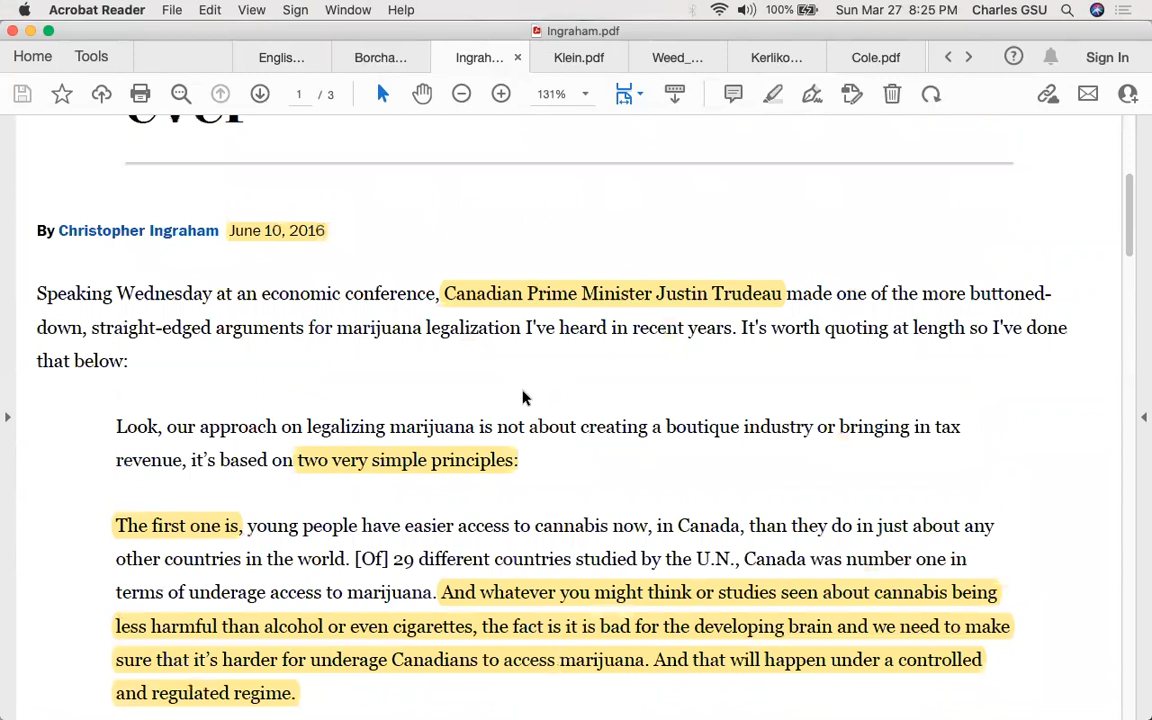 Acrobat Reader File Edit View Sign Window Help 100% Sun Mar 27 8:25 PM Charles GSU
Ingraham.pdf
Home Tools Englis... Borcha... Ingrah... × Klein.pdf Weed_... Kerliko... Cole.pdf Sign In
1 / 3 131%
ever
By Christopher Ingraham June 10, 2016
Speaking Wednesday at an economic conference, Canadian Prime Minister Justin Trudeau made one of the more buttoned-
down, straight-edged arguments for marijuana legalization I've heard in recent years. It's worth quoting at length so I've done
that below:
Look, our approach on legalizing marijuana is not about creating a boutique industry or bringing in tax
revenue, it’s based on two very simple principles:
The first one is, young people have easier access to cannabis now, in Canada, than they do in just about any
other countries in the world. [Of] 29 different countries studied by the U.N., Canada was number one in
terms of underage access to marijuana. And whatever you might think or studies seen about cannabis being
less harmful than alcohol or even cigarettes, the fact is it is bad for the developing brain and we need to make
sure that it’s harder for underage Canadians to access marijuana. And that will happen under a controlled
and regulated regime.